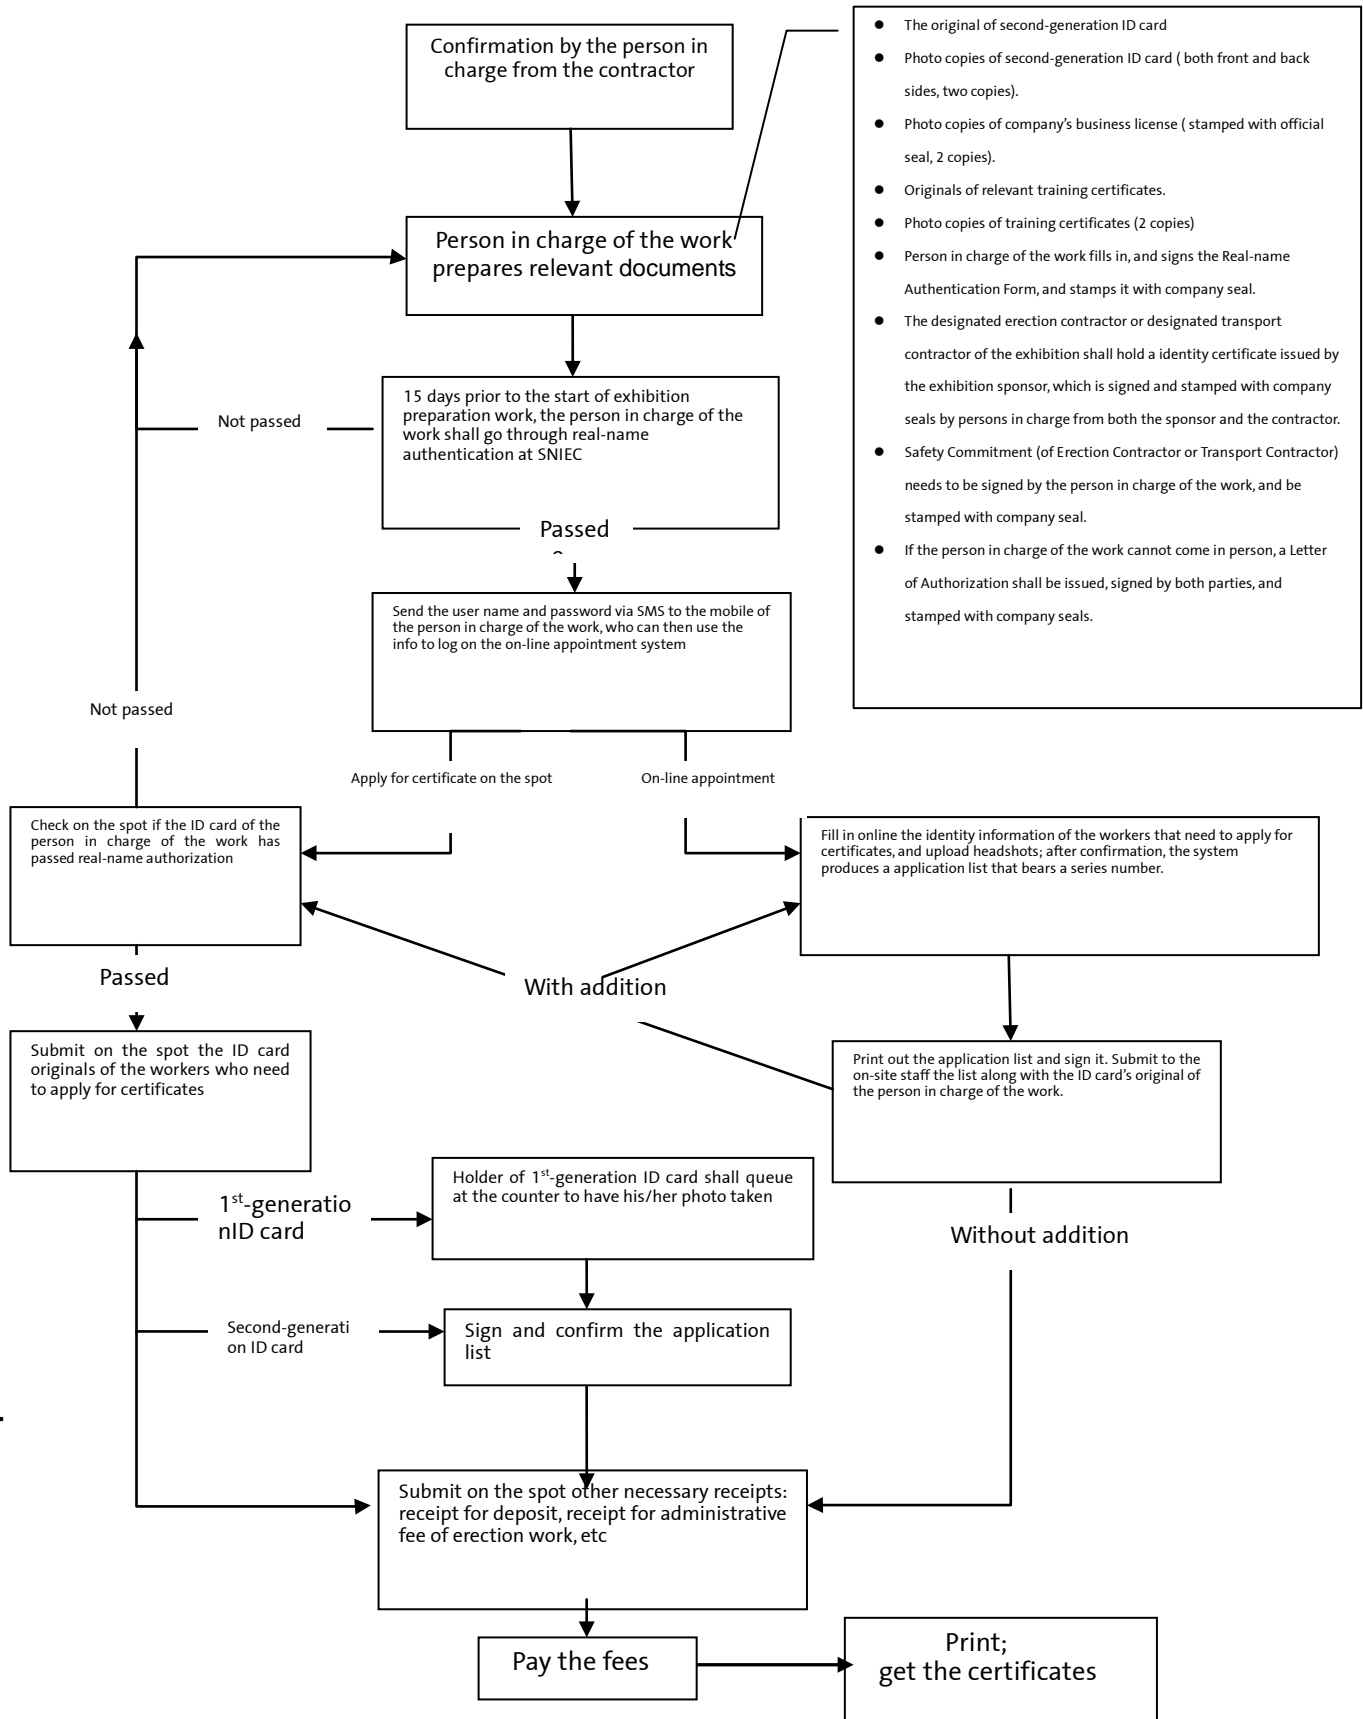 Confirmation by the person in
charge from the contractor
● The original of second-generation ID card
● Photo copies of second-generation ID card ( both front and back
sides, two copies).
● Photo copies of company's business license ( stamped with official
seal, 2 copies).
● Originals of relevant training certificates.
● Photo copies of training certificates (2 copies)
● Person in charge of the work fills in, and signs the Real-name
Authentication Form, and stamps it with company seal.
● The designated erection contractor or designated transport
contractor of the exhibition shall hold a identity certificate issued by
the exhibition sponsor, which is signed and stamped with company
seals by persons in charge from both the sponsor and the contractor.
● Safety Commitment (of Erection Contractor or Transport Contractor)
needs to be signed by the person in charge of the work, and be
stamped with company seal.
● If the person in charge of the work cannot come in person, a Letter
of Authorization shall be issued, signed by both parties, and
stamped with company seals.
Person in charge of the work
prepares relevant documents
15 days prior to the start of exhibition
preparation work, the person in charge of the
work shall go through real-name
authentication at SNIEC
Not passed
Passed
Send the user name and password via SMS to the mobile of
the person in charge of the work, who can then use the
info to log on the on-line appointment system
Not passed
Apply for certificate on the spot
On-line appointment
Check on the spot if the ID card of the
person in charge of the work has
passed real-name authorization
Fill in online the identity information of the workers that need to apply for
certificates, and upload headshots; after confirmation, the system
produces a application list that bears a series number.
Passed
With addition
Submit on the spot the ID card
originals of the workers who need
to apply for certificates
Print out the application list and sign it. Submit to the
on-site staff the list along with the ID card's original of
the person in charge of the work.
1st-generatio
nID card
Holder of 1st-generation ID card shall queue
at the counter to have his/her photo taken
Without addition
Second-generati
on ID card
Sign and confirm the application
list
Submit on the spot other necessary receipts:
receipt for deposit, receipt for administrative
fee of erection work, etc
Pay the fees
Print;
get the certificates